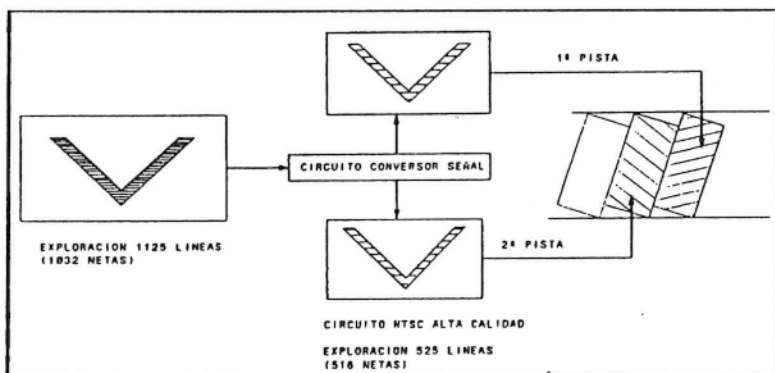 1ª PISTA
CIRCUITO CONVERSOR SEÑAL
EXPLORACION 1125 LINEAS
(1032 NETAS)
2ª PISTA
CIRCUITO NTSC ALTA CALIDAD
EXPLORACION 525 LINEAS
(516 NETAS)